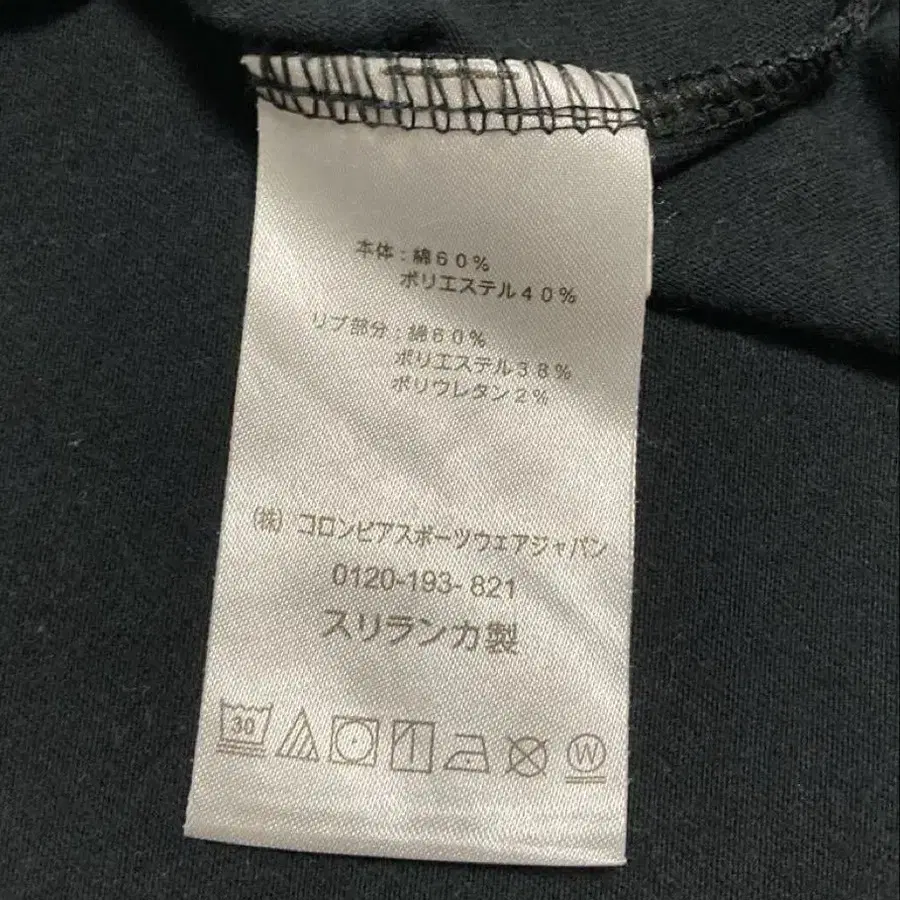 本体：綿６０％
ポリエステル４０％
リブ部分：綿６０％
ポリエステル３８％
ポリウレタン２％
㈱ コロンビアスポーツウェアジャパン
0120-193- 821
スリランカ製
30
W